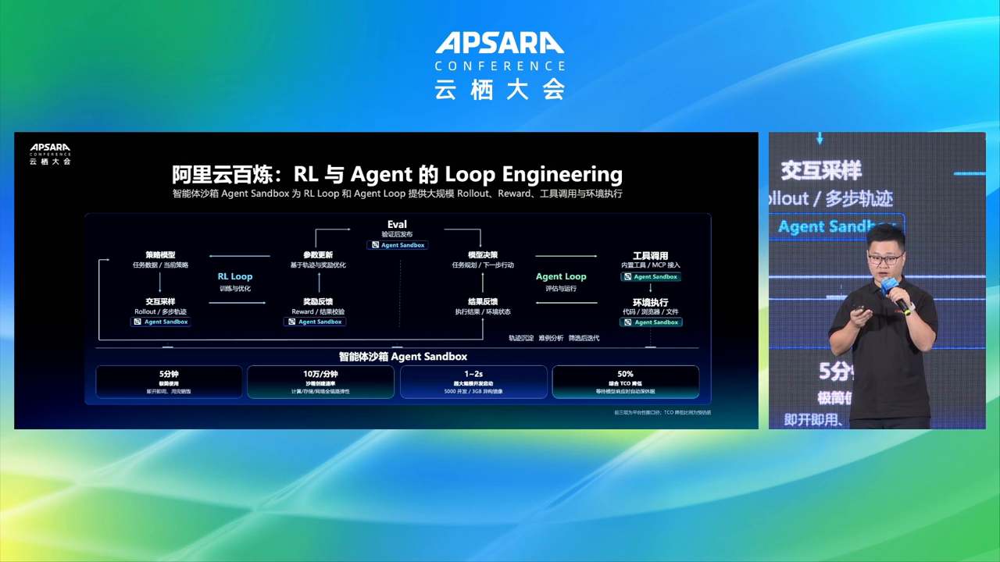 APSARA
CONFERENCE
云栖大会
APSARA
CONFERENCE
云栖大会
阿里云百炼：RL 与 Agent 的 Loop Engineering
智能体沙箱 Agent Sandbox 为 RL Loop 和 Agent Loop 提供大规模 Rollout、Reward、工具调用与环境执行
Eval
验证后发布
Agent Sandbox
策略模型
任务数据 / 当前策略
参数更新
基于轨迹与奖励优化
模型决策
任务规划 / 下一步行动
工具调用
内置工具 / MCP 接入
Agent Sandbox
RL Loop
训练与优化
Agent Loop
评估与运行
交互采样
Rollout / 多步轨迹
Agent Sandbox
奖励反馈
Reward / 结果校验
Agent Sandbox
结果反馈
执行结果 / 环境状态
环境执行
代码 / 浏览器 / 文件
Agent Sandbox
轨迹沉淀 难例分析 筛选后迭代
智能体沙箱 Agent Sandbox
5分钟
极简使用
即开即用、用完销毁
10万/分钟
沙箱创建速率
计算/存储/网络全链路弹性
1~2s
超大规模并发启动
5000 并发 / 3GB 异构镜像
50%
综合 TCO 降低
等待模型响应时自动深休眠
前三项为平台性能口径；TCO 降低比例为预估值
交互采样
ollout / 多步轨迹
Agent Sandb
5分
极简
即开即用、